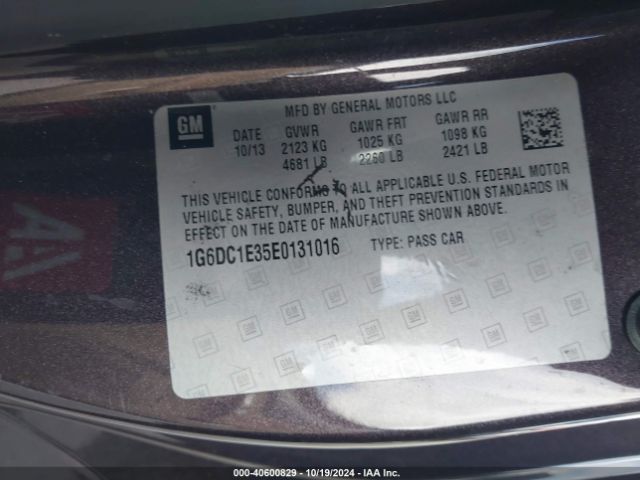 GM
MFD BY GENERAL MOTORS LLC
DATE GVWR GAWR FRT GAWR RR
10/13 2123 KG 1025 KG 1098 KG
4681 LB 2260 LB 2421 LB
THIS VEHICLE CONFORMS TO ALL APPLICABLE U.S. FEDERAL MOTOR
VEHICLE SAFETY, BUMPER, AND THEFT PREVENTION STANDARDS IN
EFFECT ON THE DATE OF MANUFACTURE SHOWN ABOVE.
1G6DC1E35E0131016 TYPE: PASS CAR
000-40600829 - 10/19/2024 - IAA Inc.